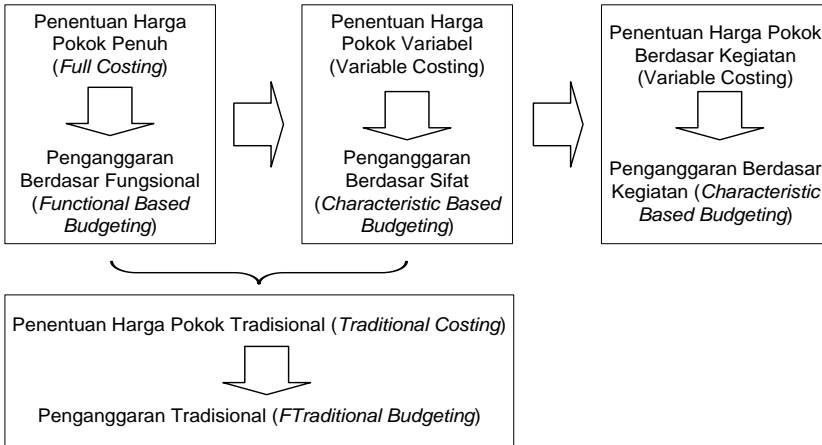 Penentuan Harga
Pokok Penuh
(Full Costing)
Penganggaran
Berdasar Fungsional
(Functional Based
Budgeting)
Penentuan Harga
Pokok Variabel
(Variable Costing)
Penganggaran
Berdasar Sifat
(Characteristic Based
Budgeting)
Penentuan Harga Pokok
Berdasar Kegiatan
(Variable Costing)
Penganggaran Berdasar
Kegiatan (Characteristic
Based Budgeting)
Penentuan Harga Pokok Tradisional (Traditional Costing)
Penganggaran Tradisional (FTraditional Budgeting)